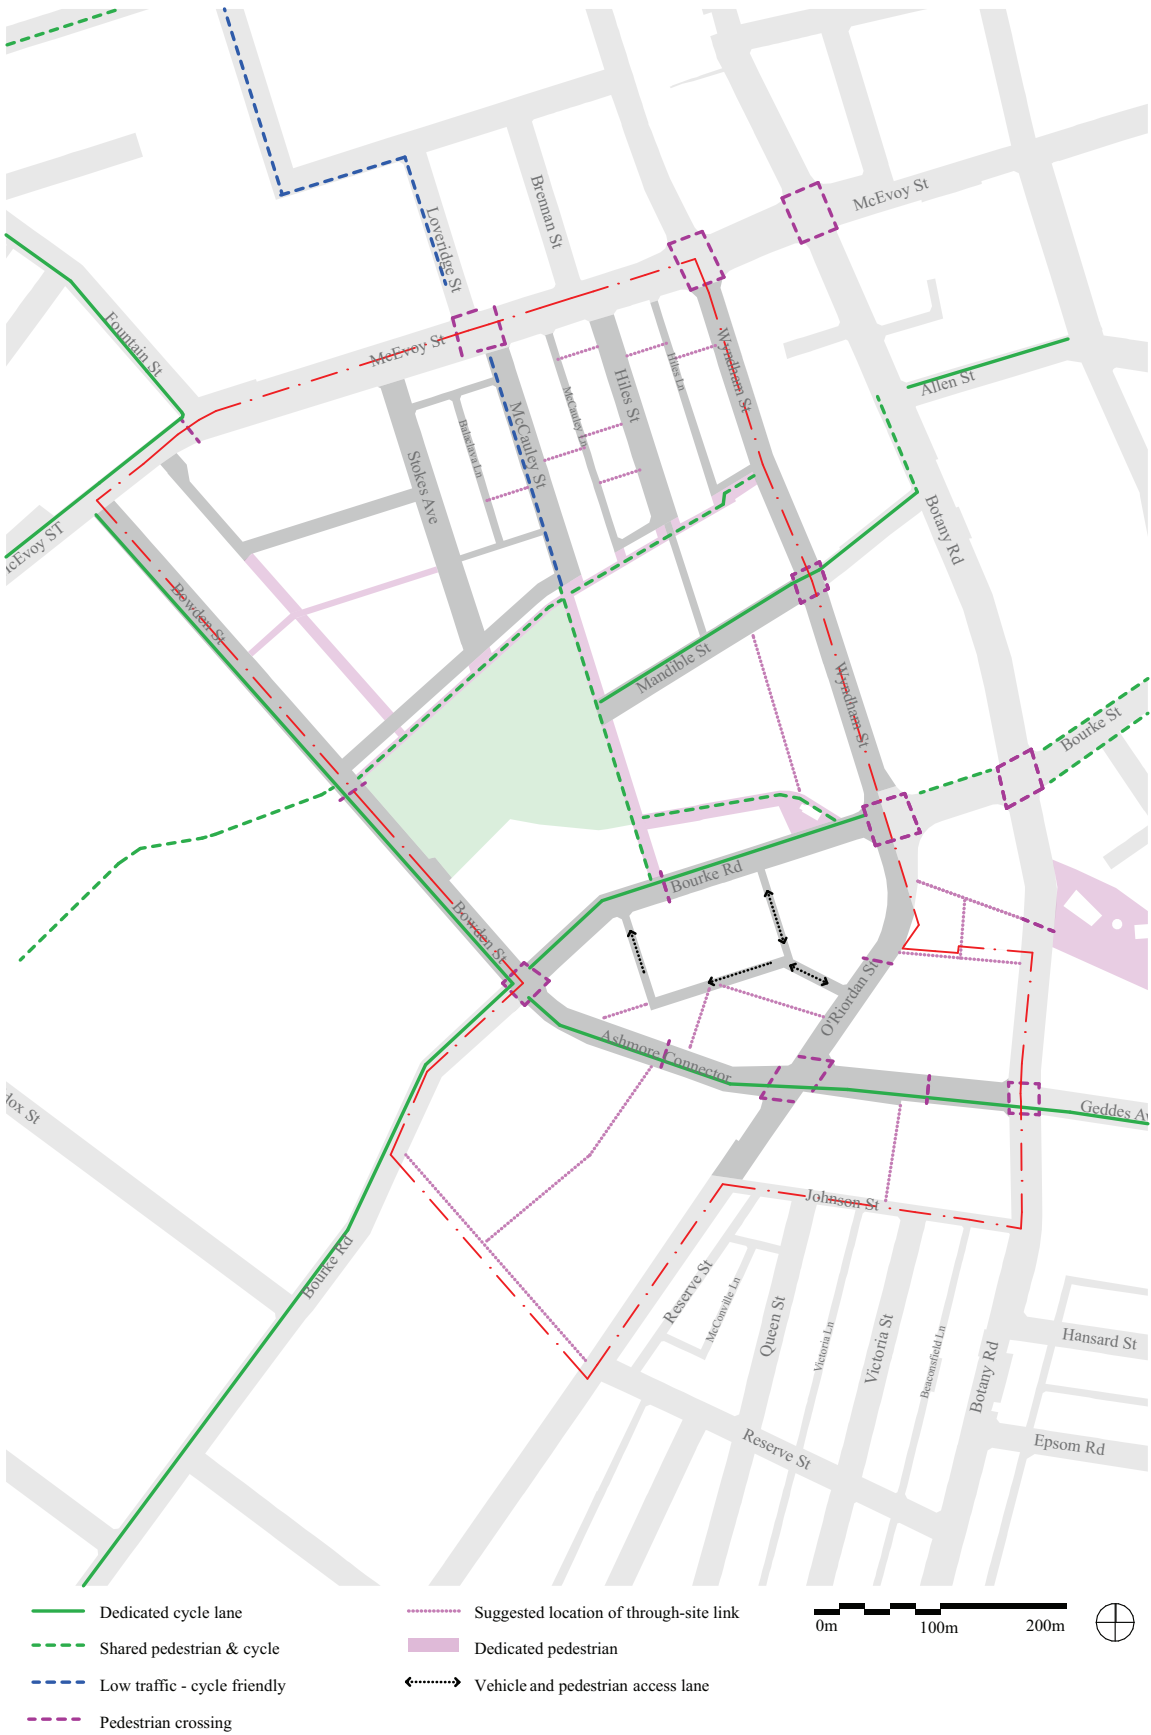 McEvoy St
Brennan St
Loveridge St
Fountain St
McEvoy St
Wyndham St
Hiles Ln
Hiles St
McCauley Ln
McCauley St
Balaclava Ln
Stokes Ave
Allen St
Botany Rd
McEvoy ST
Bowden St
Mandible St
Wyndham St
Bourke St
Bourke Rd
Bowden St
O'Riordan St
Ashmore Connector
Geddes Av
dox St
Johnson St
Bourke Rd
Reserve St
McConville Ln
Queen St
Victoria Ln
Victoria St
Beaconsfield Ln
Botany Rd
Hansard St
Reserve St
Epsom Rd
Dedicated cycle lane
Shared pedestrian & cycle
Low traffic - cycle friendly
Pedestrian crossing
Suggested location of through-site link
Dedicated pedestrian
Vehicle and pedestrian access lane
0m 100m 200m